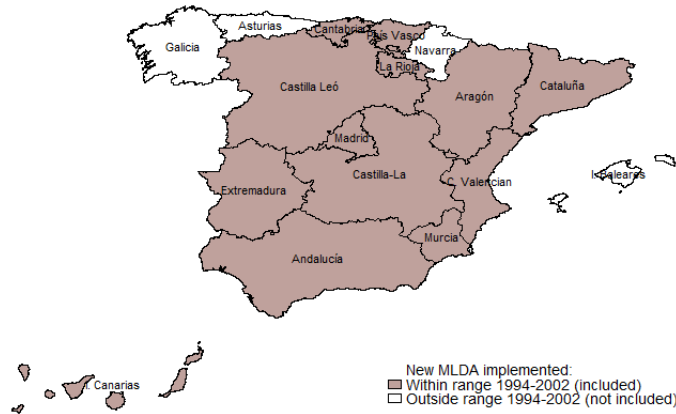 Asturias
Cantabria
País Vasco
Galicia
Navarra
La Rioja
Castilla Leó
Cataluña
Aragón
Madrid
Castilla-La
I. Baleares
C. Valencian
Extremadura
Murcia
Andalucía
I. Canarias
New MLDA implemented:
Within range 1994-2002 (included)
Outside range 1994-2002 (not included)